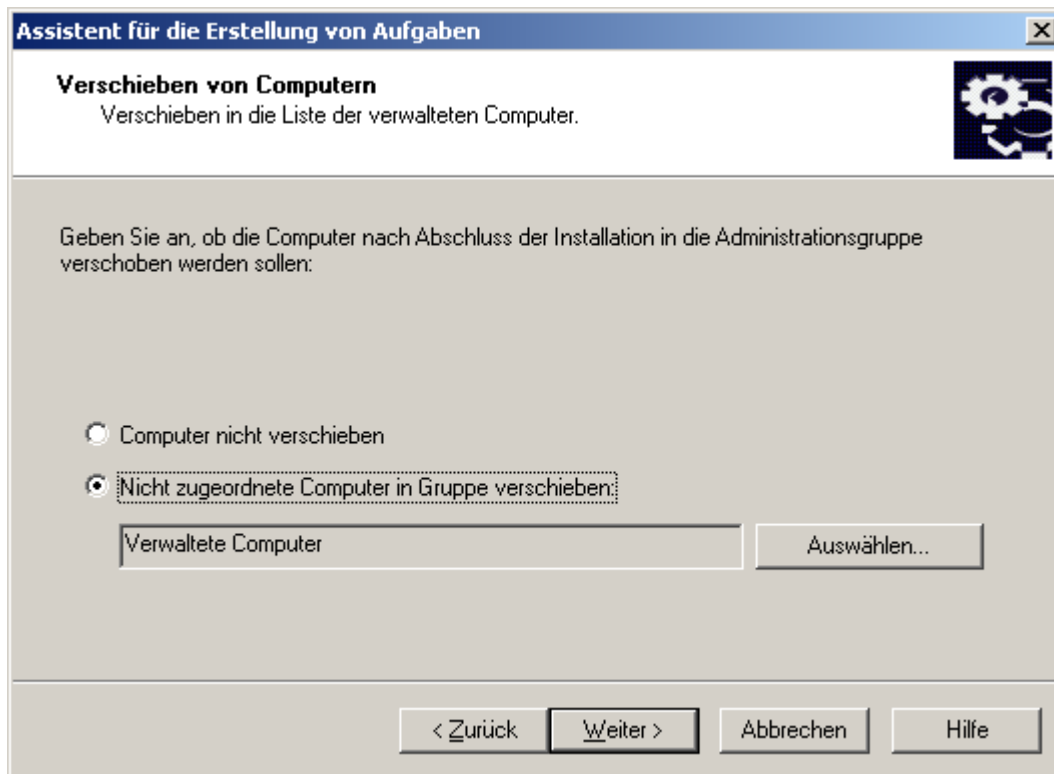 Assistent für die Erstellung von Aufgaben
Verschieben von Computern
Verschieben in die Liste der verwalteten Computer.
Geben Sie an, ob die Computer nach Abschluss der Installation in die Administrationsgruppe
verschoben werden sollen:
Computer nicht verschieben
Nicht zugeordnete Computer in Gruppe verschieben:
Verwaltete Computer
Auswählen...
< Zurück
Weiter >
Abbrechen
Hilfe